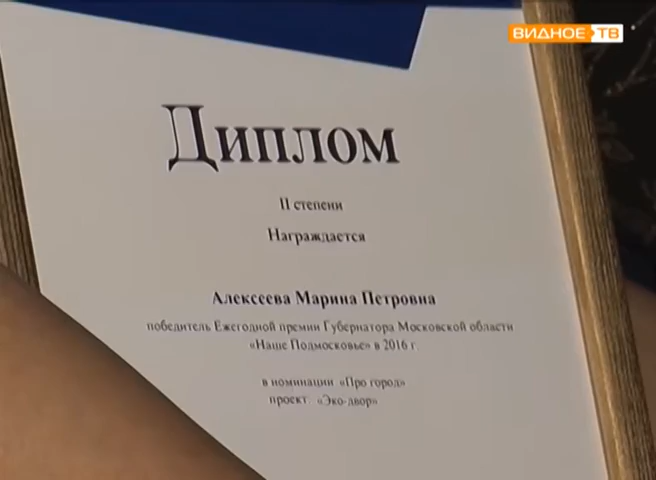 ВИДНОЕ ТВ
Диплом
II степени
Награждается
Алексеева Марина Петровна
победитель Ежегодной премии Губернатора Московской области
«Наше Подмосковье» в 2016 г.
в номинации «Про город»
проект «Эко-двор»